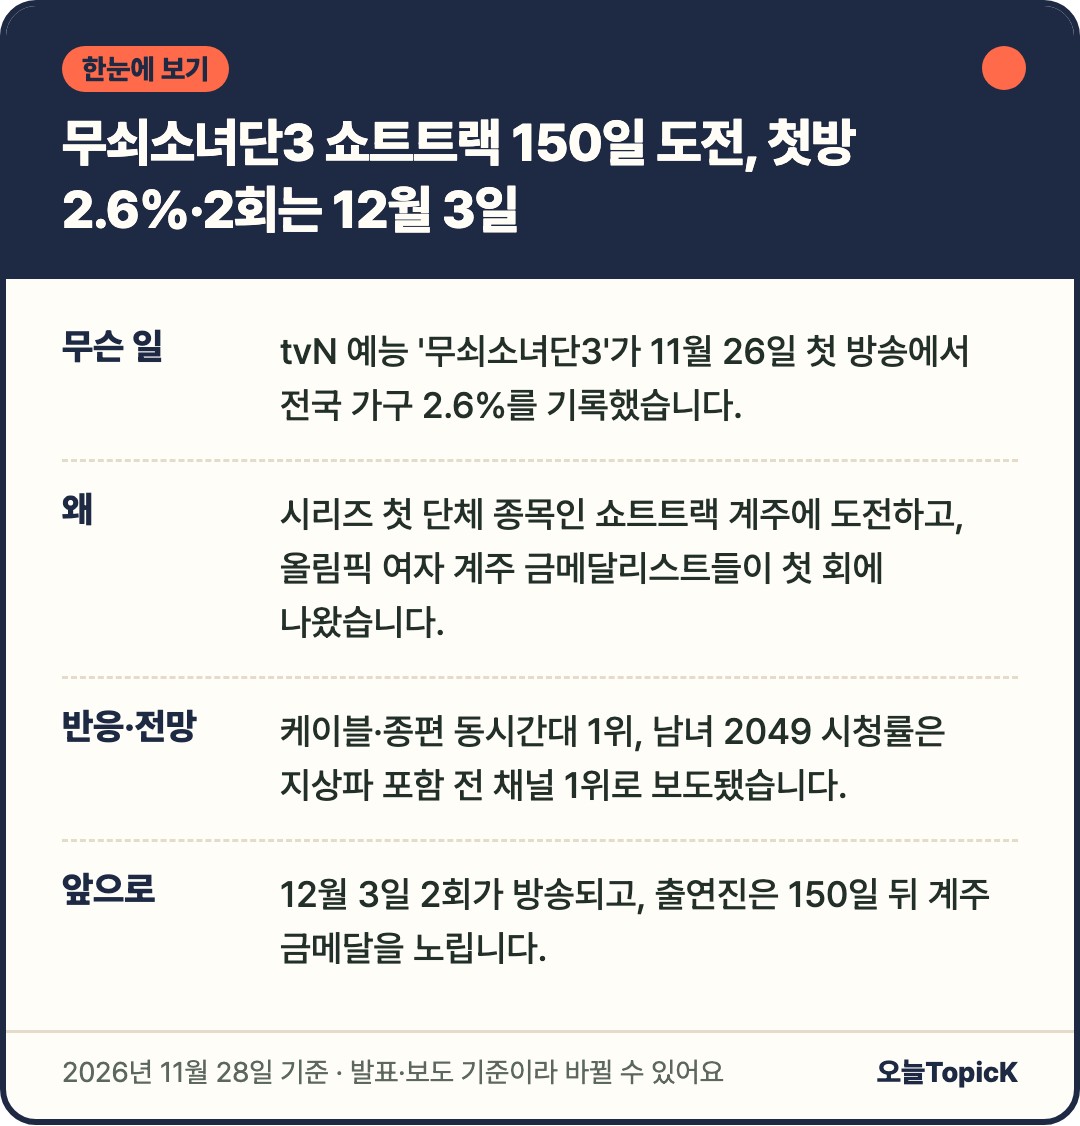 한눈에 보기
무쇠소녀단3 쇼트트랙 150일 도전, 첫방
2.6%·2회는 12월 3일
무슨 일
tvN 예능 '무쇠소녀단3'가 11월 26일 첫 방송에서
전국 가구 2.6%를 기록했습니다.
왜
시리즈 첫 단체 종목인 쇼트트랙 계주에 도전하고,
올림픽 여자 계주 금메달리스트들이 첫 회에
나왔습니다.
반응·전망
케이블·종편 동시간대 1위, 남녀 2049 시청률은
지상파 포함 전 채널 1위로 보도됐습니다.
앞으로
12월 3일 2회가 방송되고, 출연진은 150일 뒤 계주
금메달을 노립니다.
2026년 11월 28일 기준 · 발표·보도 기준이라 바뀔 수 있어요
오늘TopicK